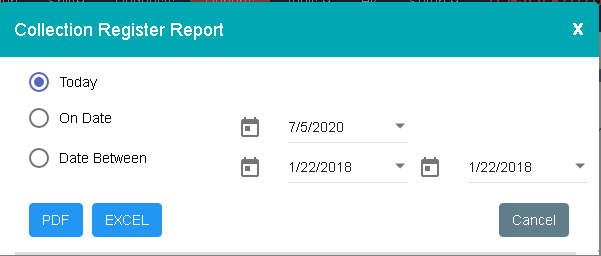 Collection Register Report X
Today
On Date 7/5/2020
Date Between 1/22/2018 1/22/2018
PDF EXCEL Cancel